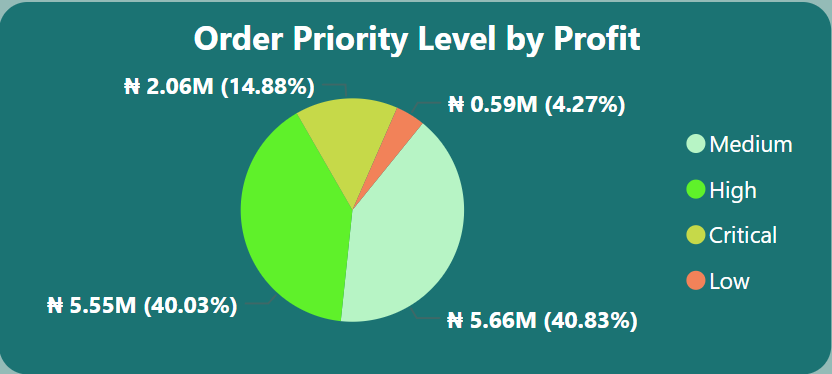 Order Priority Level by Profit
₦ 2.06M (14.88%)
₦ 0.59M (4.27%)
Medium
High
Critical
Low
₦ 5.55M (40.03%)
₦ 5.66M (40.83%)